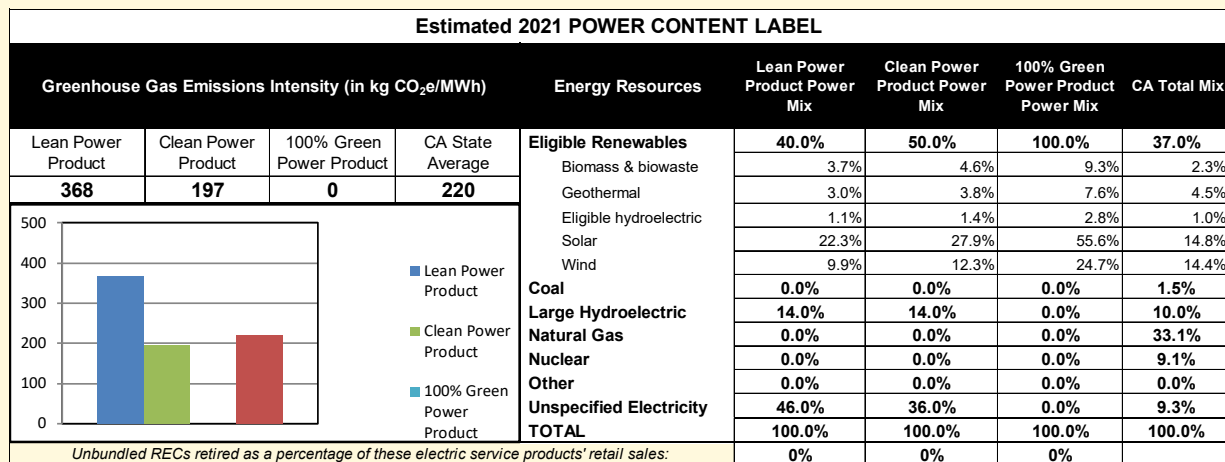 Estimated 2021 POWER CONTENT LABEL
Greenhouse Gas Emissions Intensity (in kg CO₂e/MWh)
Energy Resources
Lean Power Product Power Mix
Clean Power Product Power Mix
100% Green Power Product Power Mix
CA Total Mix
Lean Power Product
Clean Power Product
100% Green Power Product
CA State Average
368 197 0 220
500
400
300
200
100
0
Lean Power Product
Clean Power Product
100% Green Power Product
Eligible Renewables 40.0% 50.0% 100.0% 37.0%
Biomass & biowaste 3.7% 4.6% 9.3% 2.3%
Geothermal 3.0% 3.8% 7.6% 4.5%
Eligible hydroelectric 1.1% 1.4% 2.8% 1.0%
Solar 22.3% 27.9% 55.6% 14.8%
Wind 9.9% 12.3% 24.7% 14.4%
Coal 0.0% 0.0% 0.0% 1.5%
Large Hydroelectric 14.0% 14.0% 0.0% 10.0%
Natural Gas 0.0% 0.0% 0.0% 33.1%
Nuclear 0.0% 0.0% 0.0% 9.1%
Other 0.0% 0.0% 0.0% 0.0%
Unspecified Electricity 46.0% 36.0% 0.0% 9.3%
TOTAL 100.0% 100.0% 100.0% 100.0%
Unbundled RECs retired as a percentage of these electric service products' retail sales: 0% 0% 0%